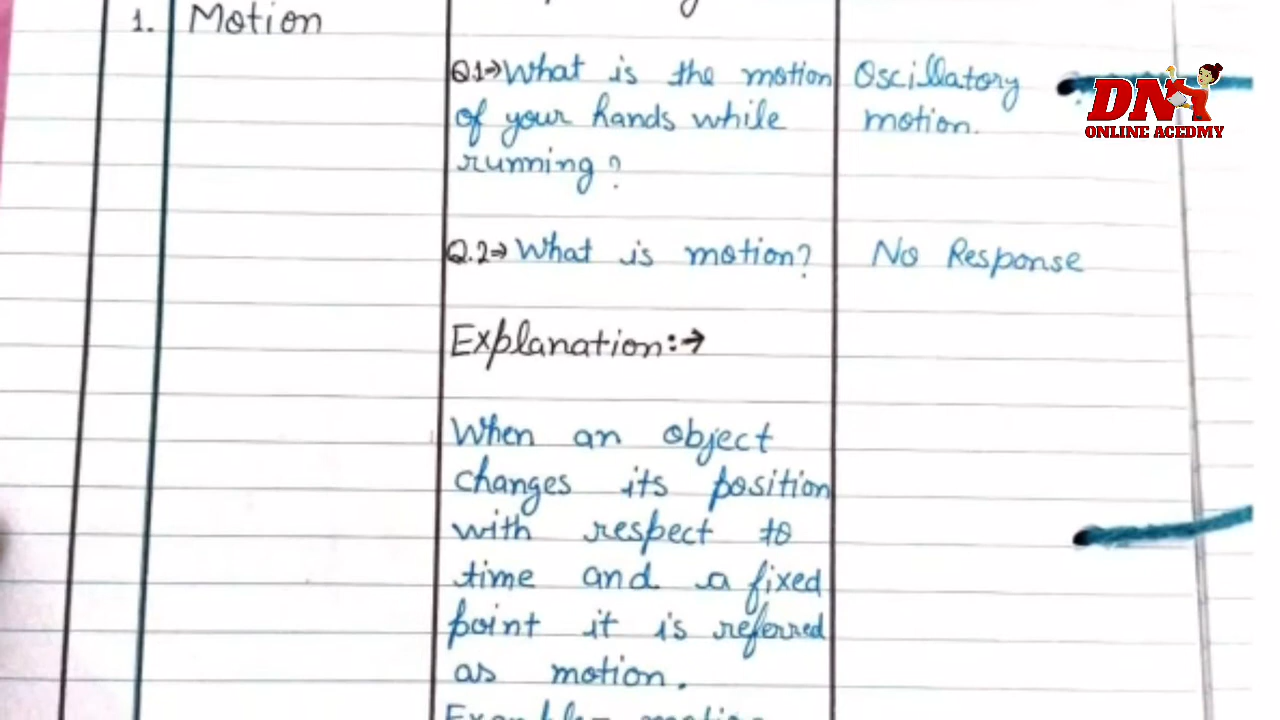 1. Motion
Q.1→ What is the motion
of your hands while
running?
Oscillatory
motion.
DN
ONLINE ACEDMY
Q.2→ What is motion?
No Response
Explanation:→
When an object
changes its position
with respect to
time and a fixed
point it is referred
as motion.